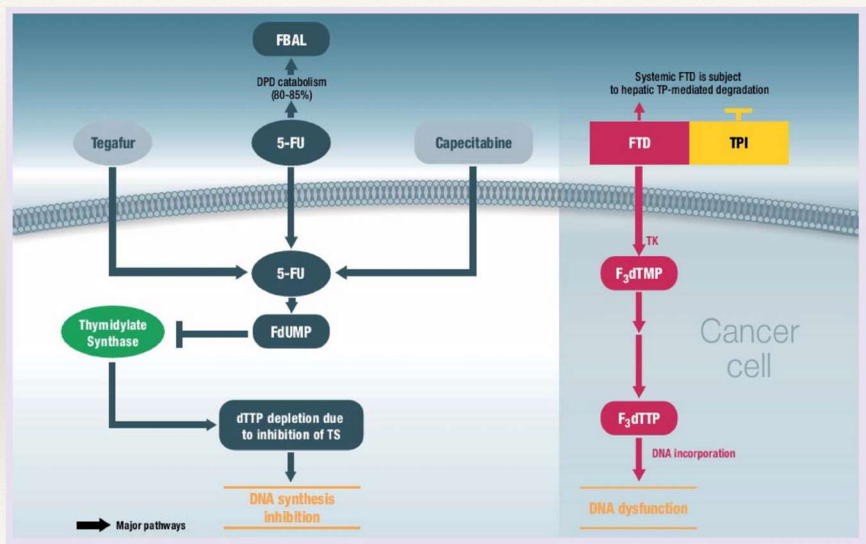 FBAL
DPD catabolism
(80-85%)
Systemic FTD is subject
to hepatic TP-mediated degradation
Tegafur
5-FU
Capecitabine
FTD
TPI
TK
5-FU
F₃dTMP
Thymidylate
Synthase
FdUMP
Cancer
cell
dTTP depletion due
to inhibition of TS
F₃dTTP
DNA incorporation
DNA synthesis
inhibition
DNA dysfunction
Major pathways